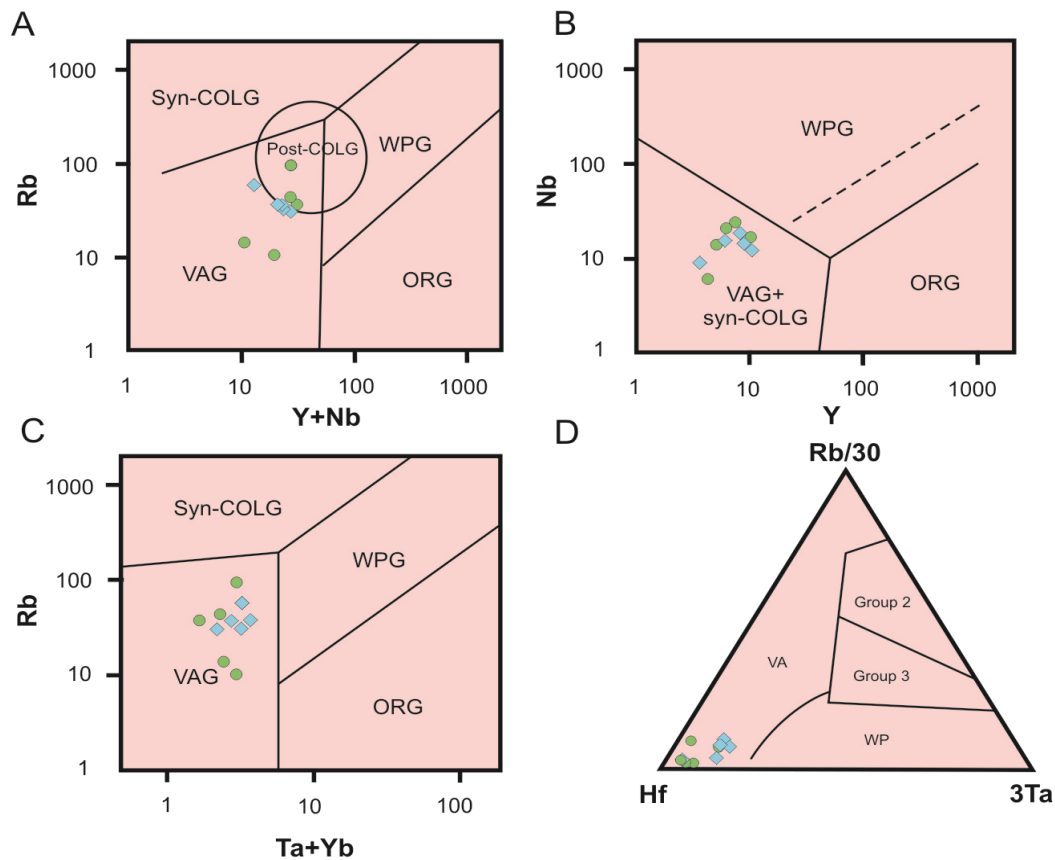 A
Rb
1000
100
10
1
Syn-COLG
Post-COLG
WPG
VAG
ORG
1
10
100
1000
Y+Nb
B
Nb
1000
100
10
1
WPG
VAG+
syn-COLG
ORG
1
10
100
1000
Y
C
Rb
1000
100
10
1
Syn-COLG
WPG
VAG
ORG
1
10
100
Ta+Yb
D
Rb/30
Group 2
VA
Group 3
WP
Hf
3Ta